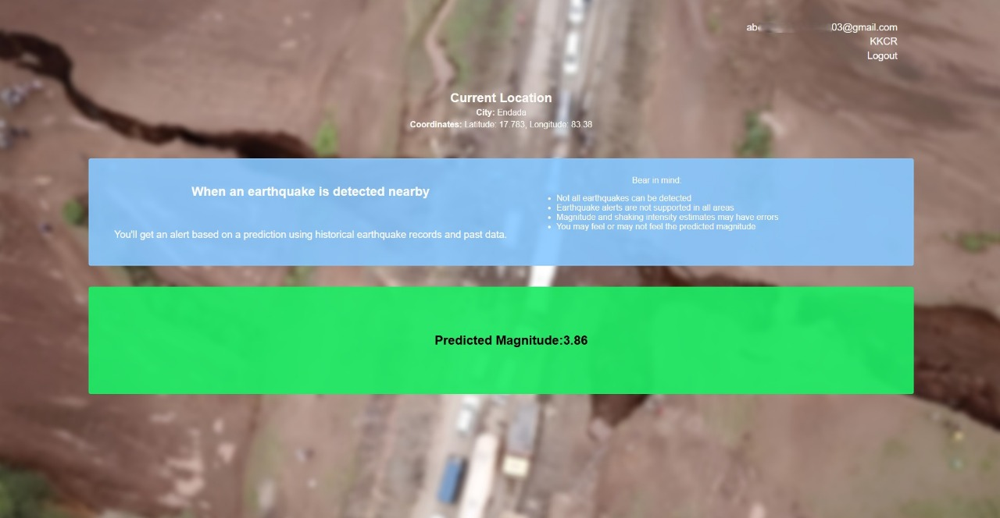 ab 03@gmail.com
KKCR
Logout
Current Location
City: Endada
Coordinates: Latitude: 17.783, Longitude: 83.38
When an earthquake is detected nearby
You'll get an alert based on a prediction using historical earthquake records and past data.
Bear in mind:
Not all earthquakes can be detected
Earthquake alerts are not supported in all areas
Magnitude and shaking intensity estimates may have errors
You may feel or may not feel the predicted magnitude
Predicted Magnitude:3.86